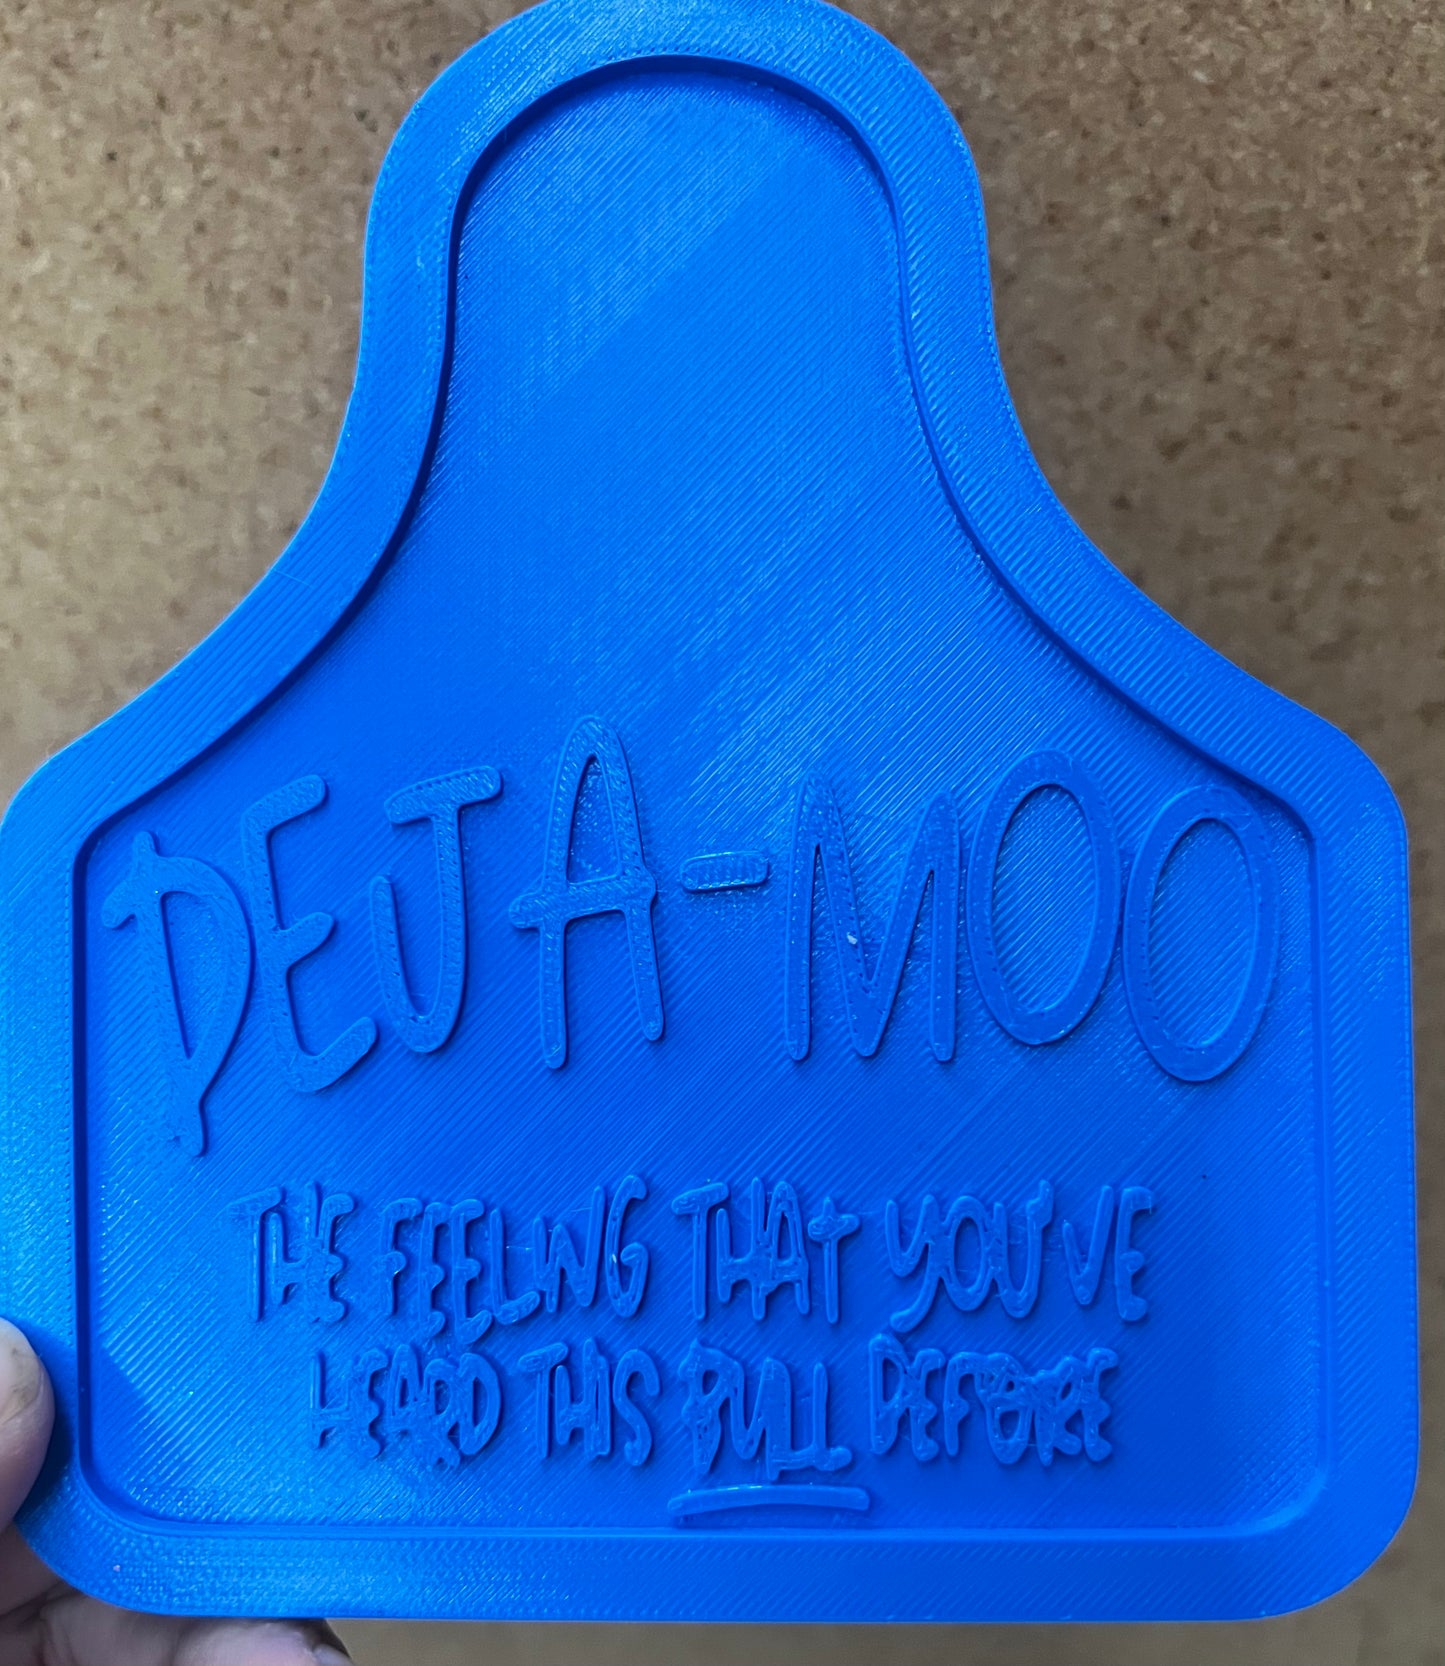 DEJA-MOO
THE FEELING THAT YOU'VE
HEARD THIS BULL BEFORE